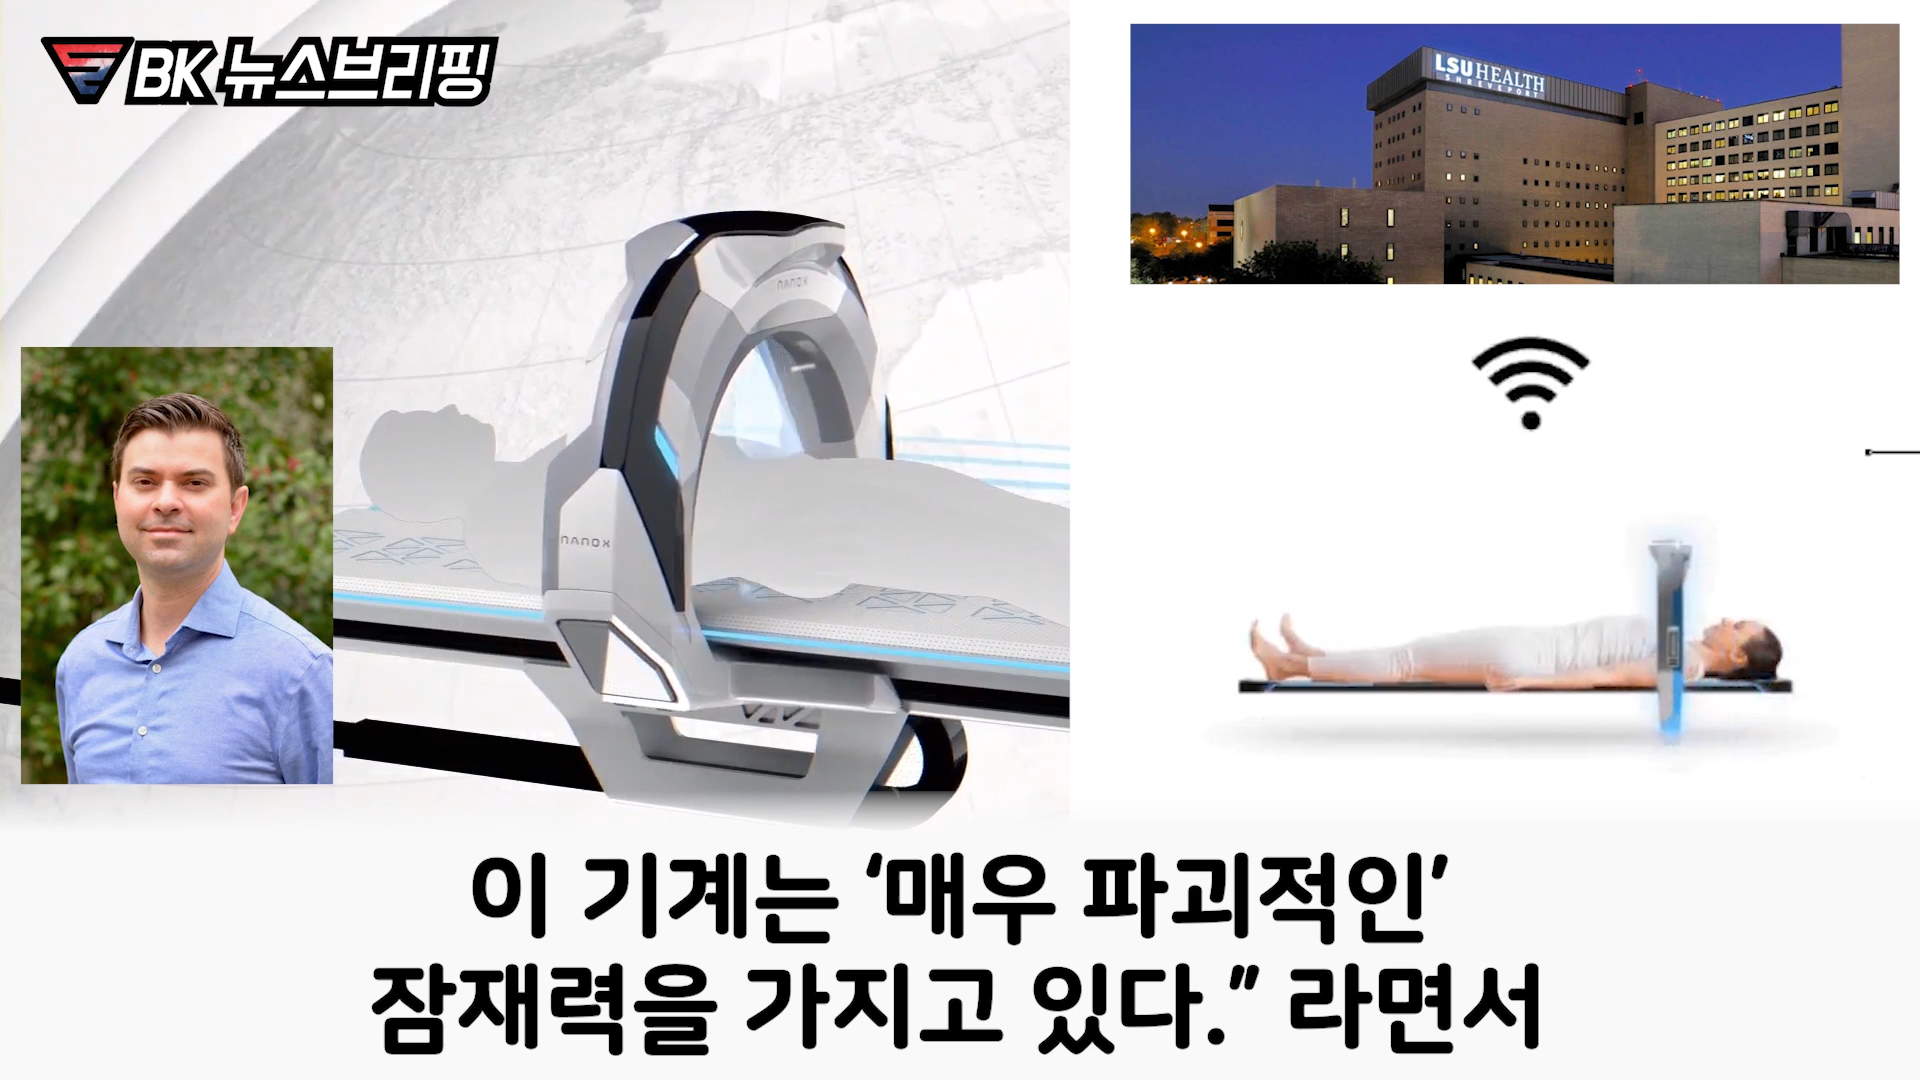 BK 뉴스브리핑
LSU HEALTH
SHREVEPORT
nanox
nanox
이 기계는 ‘매우 파괴적인’
잠재력을 가지고 있다.” 라면서